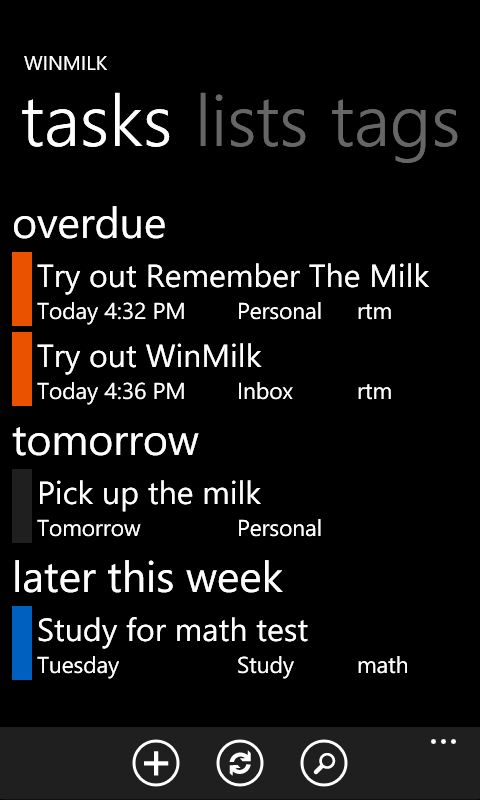 WINMILK
tasks lists tags
overdue
Try out Remember The Milk
Today 4:32 PM Personal rtm
Try out WinMilk
Today 4:36 PM Inbox rtm
tomorrow
Pick up the milk
Tomorrow Personal
later this week
Study for math test
Tuesday Study math